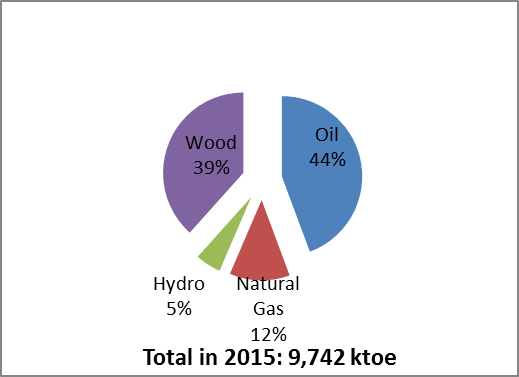 Oil
44%
Wood
39%
Hydro
5%
Natural
Gas
12%
Total in 2015: 9,742 ktoe